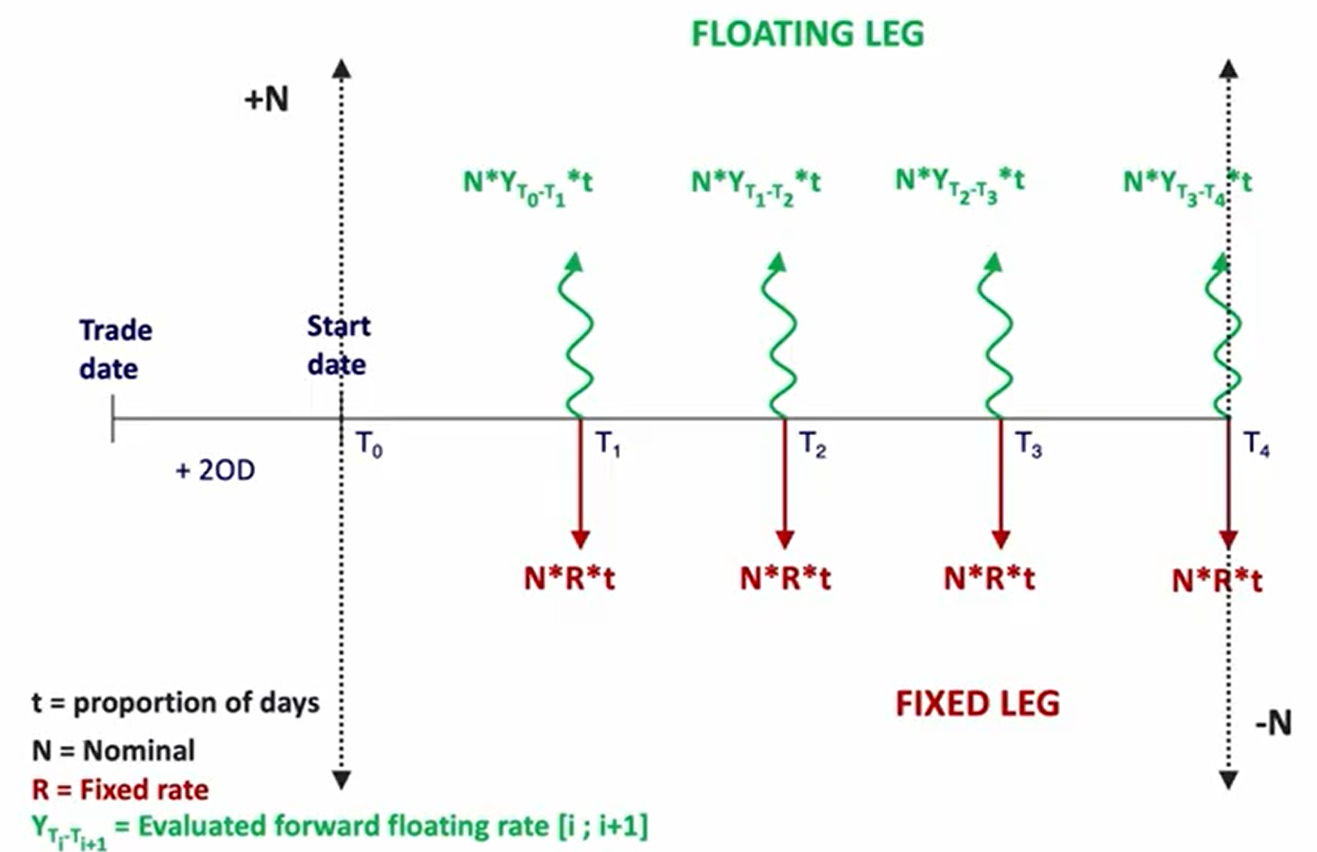 FLOATING LEG
+N
N*Y_{T₀-T₁}*t
N*Y_{T₁-T₂}*t
N*Y_{T₂-T₃}*t
N*Y_{T₃-T₄}*t
Trade
date
Start
date
T₀
T₁
T₂
T₃
T₄
+ 2OD
N*R*t
N*R*t
N*R*t
N*R*t
FIXED LEG
-N
t = proportion of days
N = Nominal
R = Fixed rate
Y_{Tᵢ-Tᵢ₊₁} = Evaluated forward floating rate [i ; i+1]